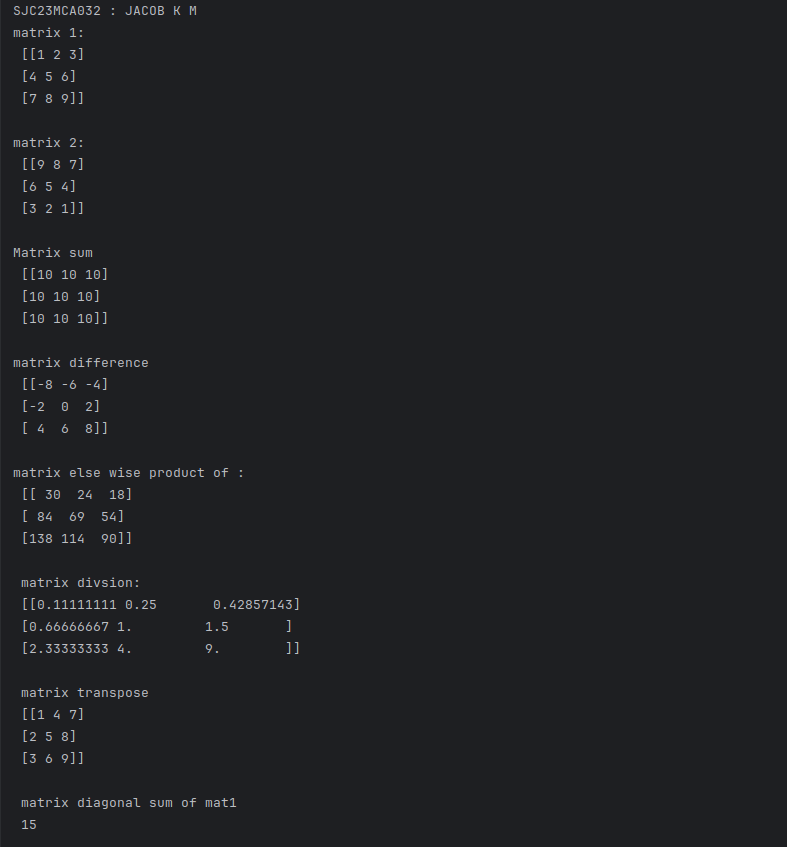 SJC23MCA032 : JACOB K M
matrix 1:
[[1 2 3]
[4 5 6]
[7 8 9]]
matrix 2:
[[9 8 7]
[6 5 4]
[3 2 1]]
Matrix sum
[[10 10 10]
[10 10 10]
[10 10 10]]
matrix difference
[[-8 -6 -4]
[-2  0  2]
[ 4  6  8]]
matrix else wise product of :
[[ 30  24  18]
[ 84  69  54]
[138 114  90]]
matrix divsion:
[[0.11111111 0.25       0.42857143]
[0.66666667 1.         1.5       ]
[2.33333333 4.         9.        ]]
matrix transpose
[[1 4 7]
[2 5 8]
[3 6 9]]
matrix diagonal sum of mat1
15